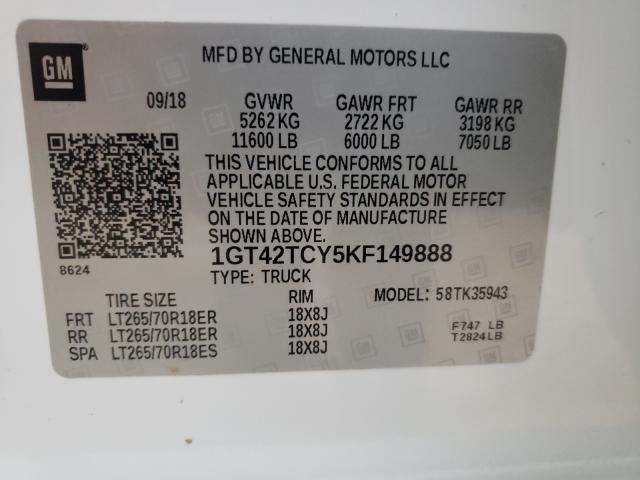 GM
MFD BY GENERAL MOTORS LLC
09/18 GVWR GAWR FRT GAWR RR
5262 KG 2722 KG 3198 KG
11600 LB 6000 LB 7050 LB
THIS VEHICLE CONFORMS TO ALL
APPLICABLE U.S. FEDERAL MOTOR
VEHICLE SAFETY STANDARDS IN EFFECT
ON THE DATE OF MANUFACTURE
SHOWN ABOVE.
8624
1GT42TCY5KF149888
TYPE: TRUCK
TIRE SIZE RIM MODEL: 58TK35943
FRT LT265/70R18ER 18X8J
RR LT265/70R18ER 18X8J
SPA LT265/70R18ES 18X8J
F747 LB
T2824LB